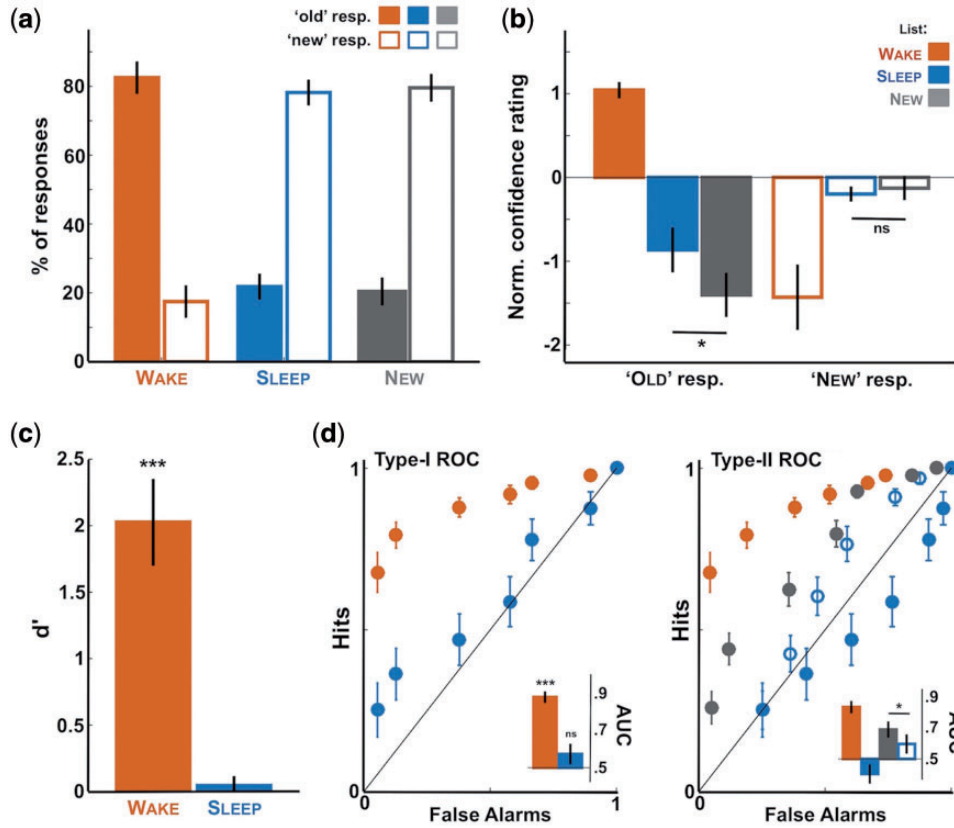 (a)
'old' resp.
'new' resp.
% of responses
80
60
40
20
0
WAKE
SLEEP
NEW
(b)
List:
WAKE
SLEEP
NEW
Norm. confidence rating
1
0
-1
-2
*
ns
'OLD' resp.
'NEW' resp.
(c)
d'
2.5
2
1.5
1
0.5
0
***
WAKE
SLEEP
(d)
Type-I ROC
Hits
1
0
1
False Alarms
***
ns
.9
.7
.5
AUC
Type-II ROC
Hits
1
0
1
False Alarms
*
.9
.7
.5
AUC